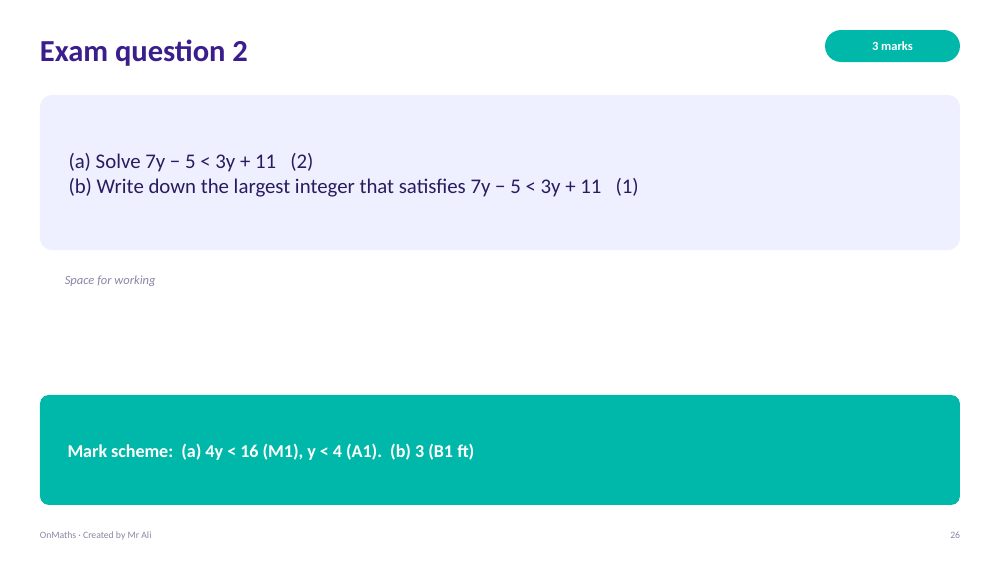 Exam question 2
3 marks
(a) Solve 7y − 5 < 3y + 11 (2)
(b) Write down the largest integer that satisfies 7y − 5 < 3y + 11 (1)
Space for working
Mark scheme: (a) 4y < 16 (M1), y < 4 (A1). (b) 3 (B1 ft)
OnMaths · Created by Mr Ali
26